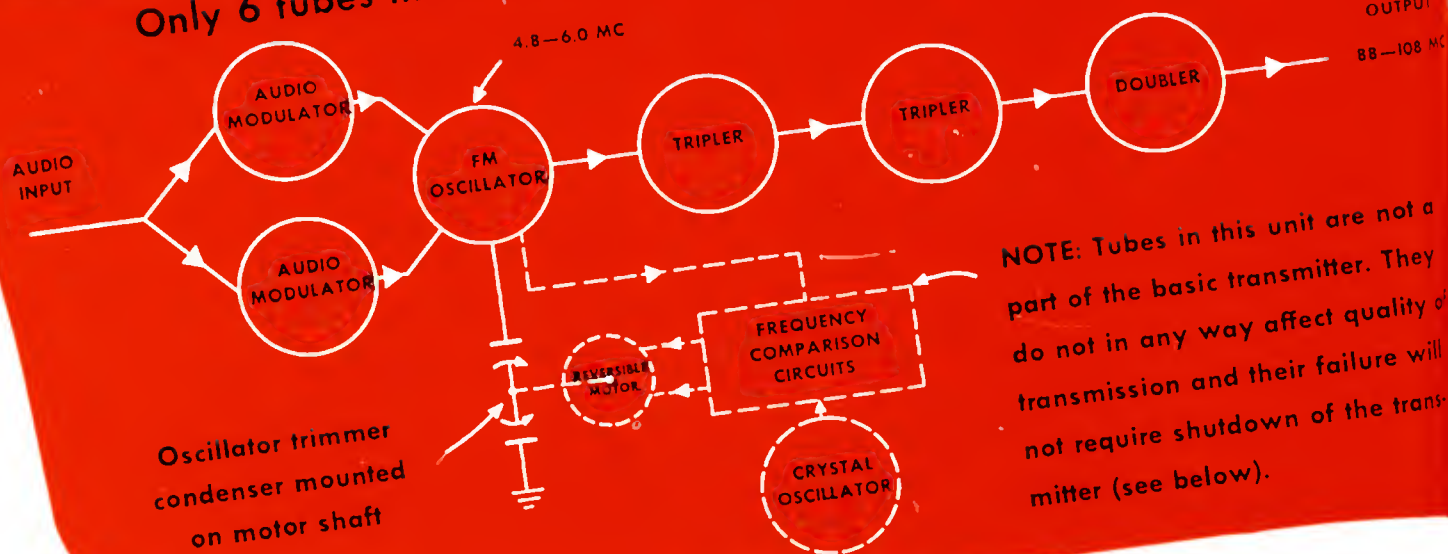 Only 6 tubes
4.8—6.0 MC
OUTPUT
88—108 MC
AUDIO
INPUT
AUDIO
MODULATOR
AUDIO
MODULATOR
FM
OSCILLATOR
TRIPLER
TRIPLER
DOUBLER
FREQUENCY
COMPARISON
CIRCUITS
REVERSIBLE
MOTOR
CRYSTAL
OSCILLATOR
Oscillator trimmer
condenser mounted
on motor shaft
NOTE: Tubes in this unit are not a
part of the basic transmitter. They
do not in any way affect quality of
transmission and their failure will
not require shutdown of the trans-
mitter (see below).